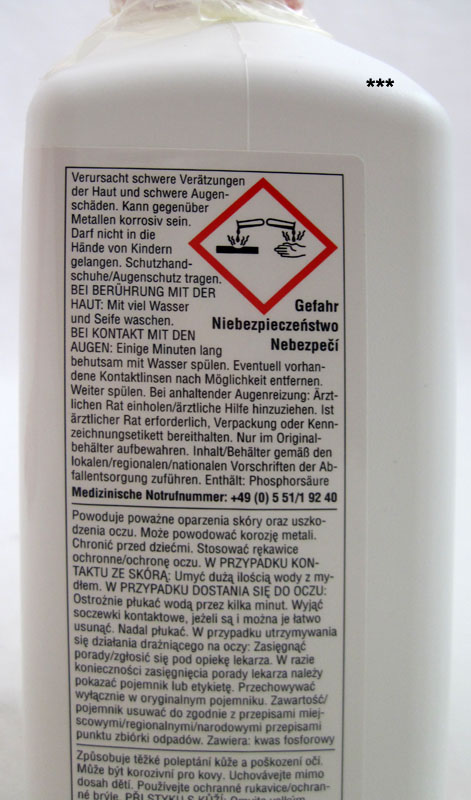 ***
Verursacht schwere Verätzungen
der Haut und schwere Augen-
schäden. Kann gegenüber
Metallen korrosiv sein.
Darf nicht in die
Hände von Kindern
gelangen. Schutzhand-
schuhe/Augenschutz tragen.
BEI BERÜHRUNG MIT DER
HAUT: Mit viel Wasser
und Seife waschen.
BEI KONTAKT MIT DEN
AUGEN: Einige Minuten lang
behutsam mit Wasser spülen. Eventuell vorhan-
dene Kontaktlinsen nach Möglichkeit entfernen.
Weiter spülen. Bei anhaltender Augenreizung: Ärzt-
lichen Rat einholen/ärztliche Hilfe hinzuziehen. Ist
ärztlicher Rat erforderlich, Verpackung oder Kenn-
zeichnungsetikett bereithalten. Nur im Original-
behälter aufbewahren. Inhalt/Behälter gemäß den
lokalen/regionalen/nationalen Vorschriften der Ab-
fallentsorgung zuführen. Enthält: Phosphorsäure
Medizinische Notrufnummer: +49 (0) 5 51/1 92 40
Gefahr
Niebezpieczeństwo
Nebezpečí
Powoduje poważne oparzenia skóry oraz uszko-
dzenia oczu. Może powodować korozję metali.
Chronić przed dziećmi. Stosować rękawice
ochronne/ochronę oczu. W PRZYPADKU KON-
TAKTU ZE SKÓRĄ: Umyć dużą ilością wody z my-
dłem. W PRZYPADKU DOSTANIA SIĘ DO OCZU:
Ostrożnie płukać wodą przez kilka minut. Wyjąć
soczewki kontaktowe, jeżeli są i można je łatwo
usunąć. Nadal płukać. W przypadku utrzymywania
się działania drażniącego na oczy: Zasięgnąć
porady/zgłosić się pod opiekę lekarza. W razie
konieczności zasięgnięcia porady lekarza należy
pokazać pojemnik lub etykietę. Przechowywać
wyłącznie w oryginalnym pojemniku. Zawartość/
pojemnik usuwać do zgodnie z przepisami miej-
scowymi/regionalnymi/narodowymi przepisami
punktu zbiórki odpadów. Zawiera: kwas fosforowy
Způsobuje těžké poleptání kůže a poškození očí.
Může být korozivní pro kovy. Uchovávejte mimo
dosah dětí. Používejte ochranné rukavice/ochran-
né brýle. PŘI STYKU S KŮŽÍ: Omyjte velkým